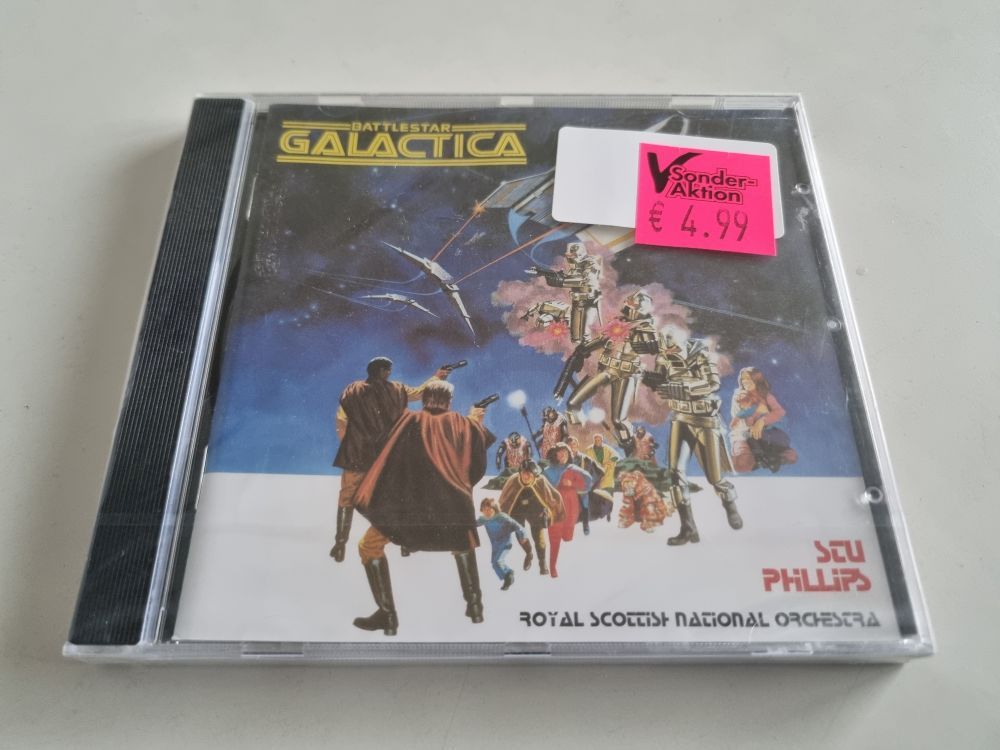 BATTLESTAR
GALACTICA
Sonder-
Aktion
€ 4.99
STU
PHILLIPS
ROYAL SCOTTISH NATIONAL ORCHESTRA